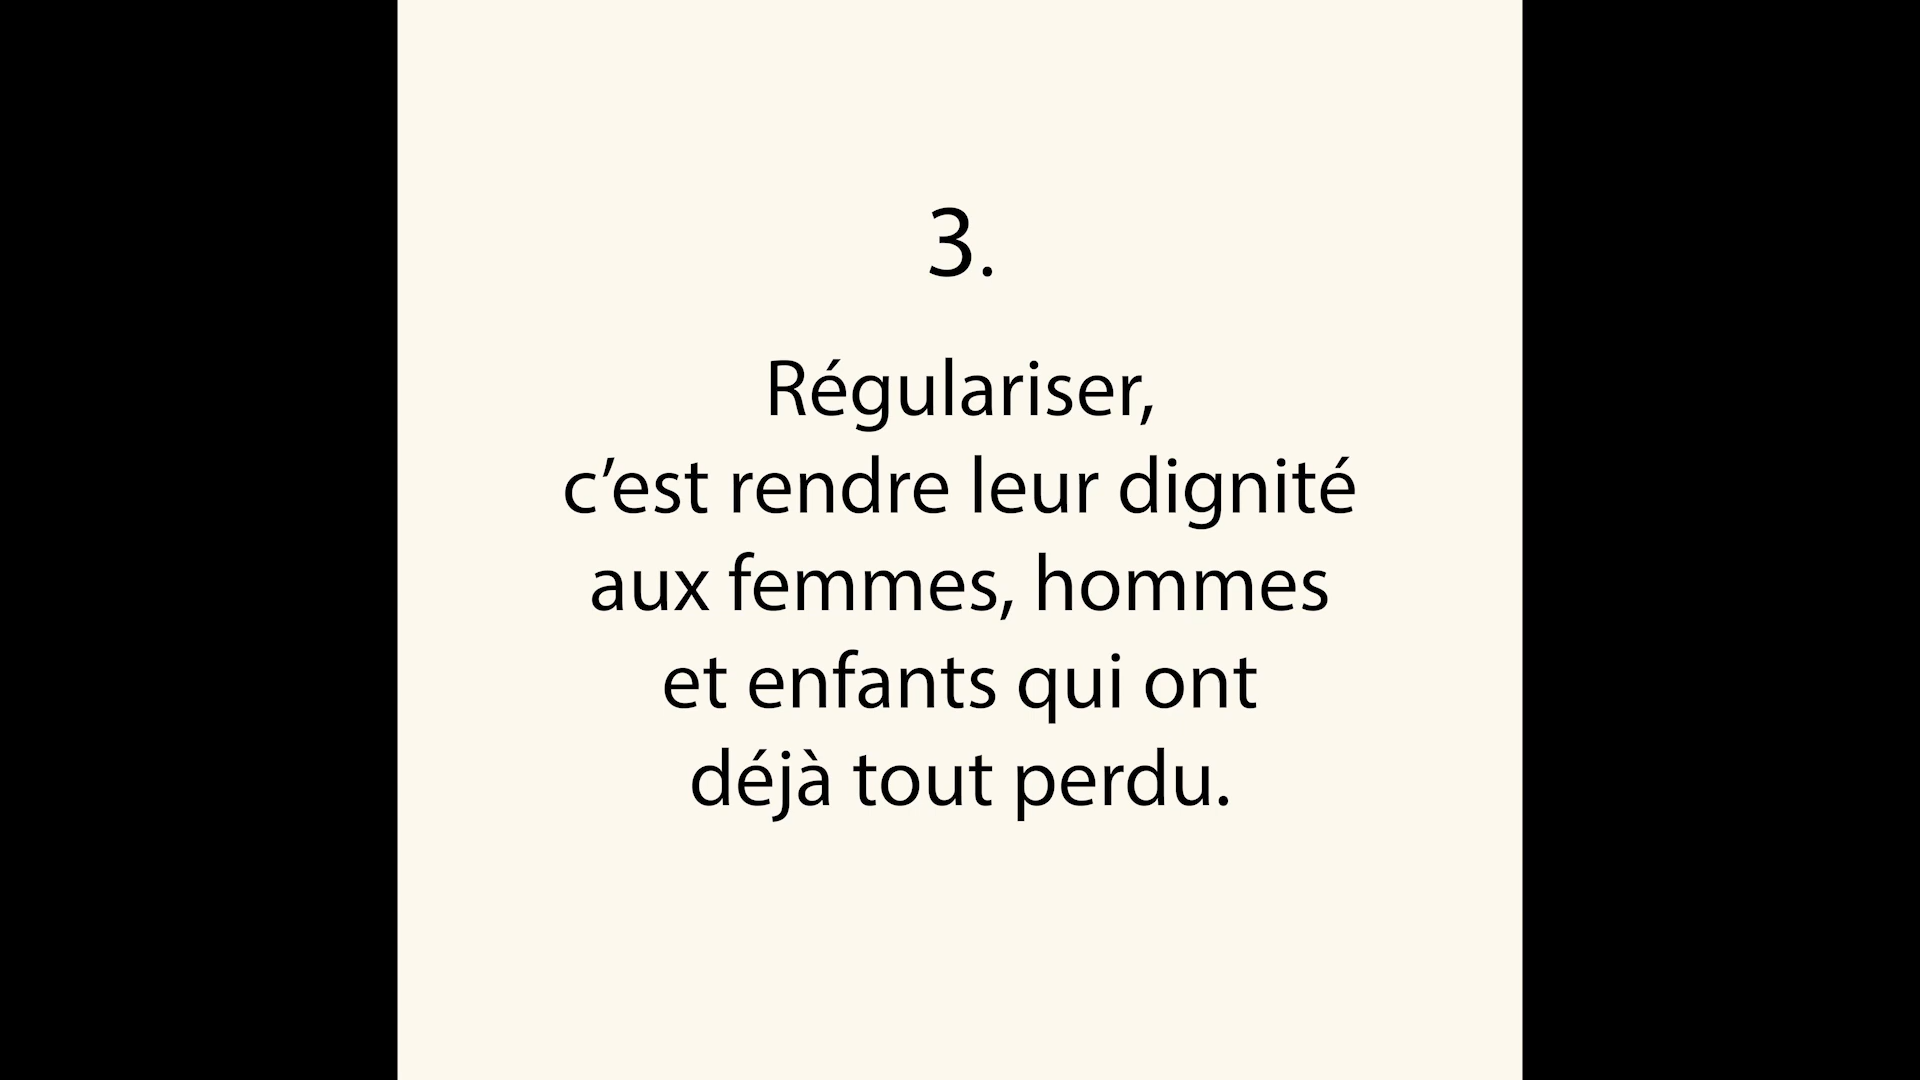 3.
Régulariser,
c’est rendre leur dignité
aux femmes, hommes
et enfants qui ont
déjà tout perdu.